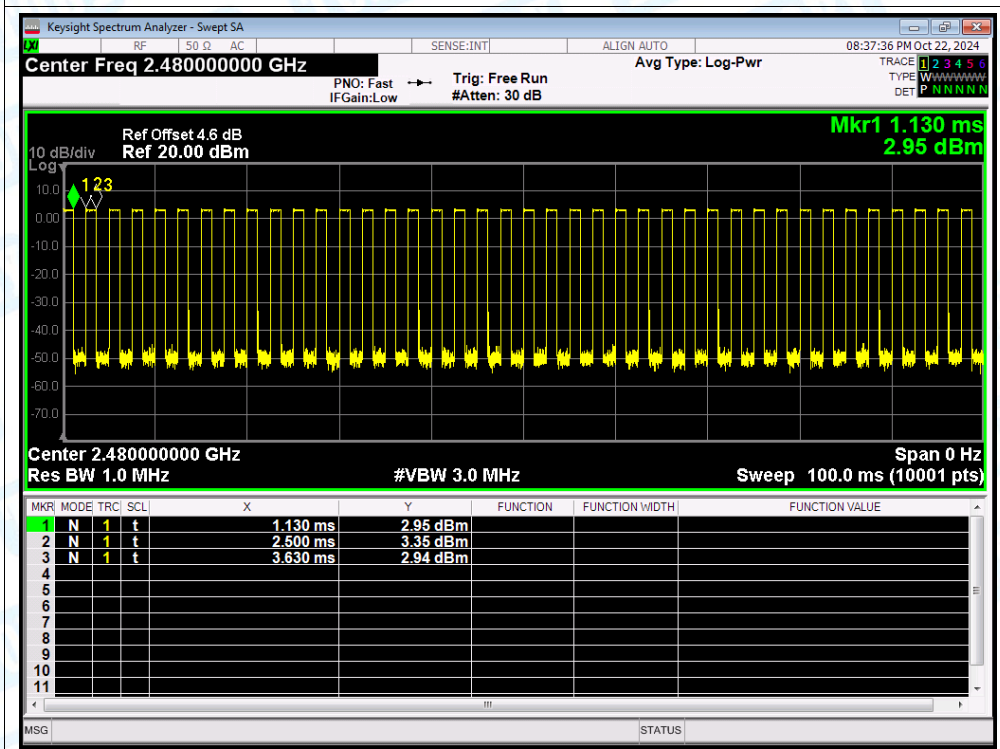 Keysight Spectrum Analyzer - Swept SA
LXI RF 50 Ω AC SENSE:INT ALIGN AUTO 08:37:36 PM Oct 22, 2024
Center Freq 2.480000000 GHz Avg Type: Log-Pwr TRACE 1 2 3 4 5 6
PNO: Fast Trig: Free Run TYPE WWWWWW
IFGain:Low #Atten: 30 dB DET P N N N N N
Mkr1 1.130 ms
Ref Offset 4.6 dB
10 dB/div Ref 20.00 dBm 2.95 dBm
Log
10.0
1 2 3
0.00
-10.0
-20.0
-30.0
-40.0
-50.0
-60.0
-70.0
Center 2.480000000 GHz Span 0 Hz
Res BW 1.0 MHz #VBW 3.0 MHz Sweep 100.0 ms (10001 pts)
MKR MODE TRC SCL X Y FUNCTION FUNCTION WIDTH FUNCTION VALUE
1 N 1 t 1.130 ms 2.95 dBm
2 N 1 t 2.500 ms 3.35 dBm
3 N 1 t 3.630 ms 2.94 dBm
4
5
6
7
8
9
10
11
MSG STATUS